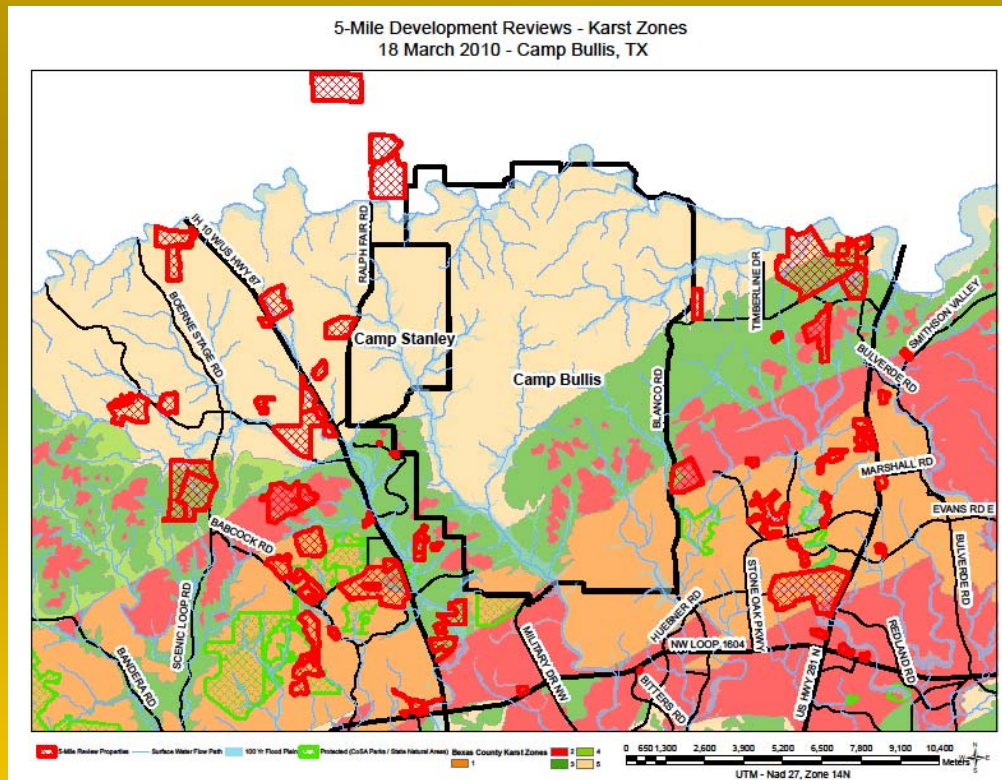 5-Mile Development Reviews - Karst Zones
18 March 2010 - Camp Bullis, TX
IH 10 W/US HWY 87
RALPH FAIR RD
BOERNE STAGE RD
TIMBERLINE DR
SMITHSON VALLEY
Camp Stanley
BULVERDE RD
Camp Bullis
BLANCO RD
MARSHALL RD
EVANS RD E
BABCOCK RD
SCENIC LOOP RD
STONE OAK PKWY
BULVERDE RD
HUEBNER RD
NW LOOP 1604
REDLAND RD
BANDERA RD
MILITARY DR NW
BITTERS RD
US HWY 281 N
5-Mile Review Properties
Surface Water Flow Path
100 Yr Flood Plain
Protected (CoSA Parks / State Natural Areas)
Bexas County Karst Zones
1
2
3
4
5
0 650 1,300 2,600 3,900 5,200 6,500 7,800 9,100 10,400
Meters
UTM - Nad 27, Zone 14N
N
W
E
S